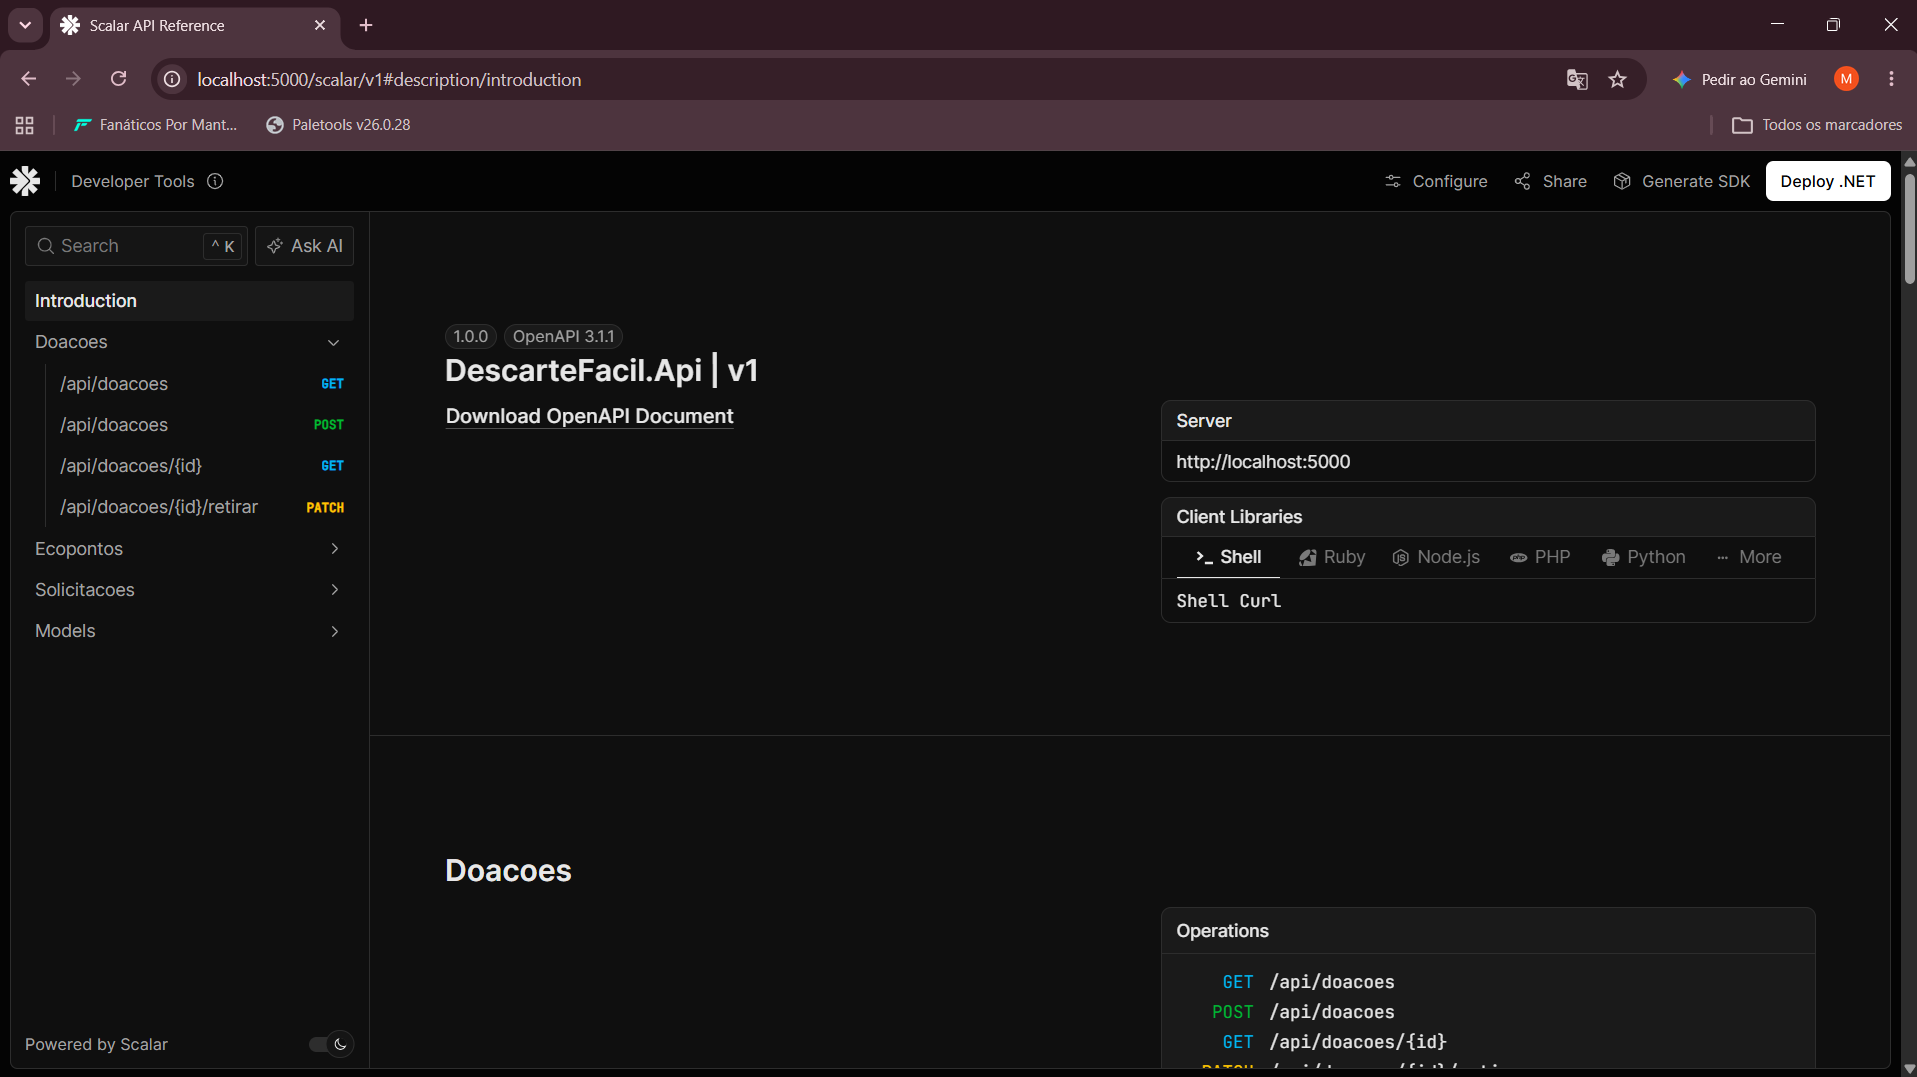 Scalar API Reference
localhost:5000/scalar/v1#description/introduction
Pedir ao Gemini
M
Fanáticos Por Mant...
Paletools v26.0.28
Todos os marcadores
Developer Tools
Configure
Share
Generate SDK
Deploy .NET
Search
^ K
Ask AI
Introduction
Doacoes
/api/doacoes GET
/api/doacoes POST
/api/doacoes/{id} GET
/api/doacoes/{id}/retirar PATCH
Ecopontos
Solicitacoes
Models
Powered by Scalar
1.0.0
OpenAPI 3.1.1
DescarteFacil.Api | v1
Download OpenAPI Document
Server
http://localhost:5000
Client Libraries
Shell
Ruby
Node.js
PHP
Python
More
Shell Curl
Doacoes
Operations
GET /api/doacoes
POST /api/doacoes
GET /api/doacoes/{id}